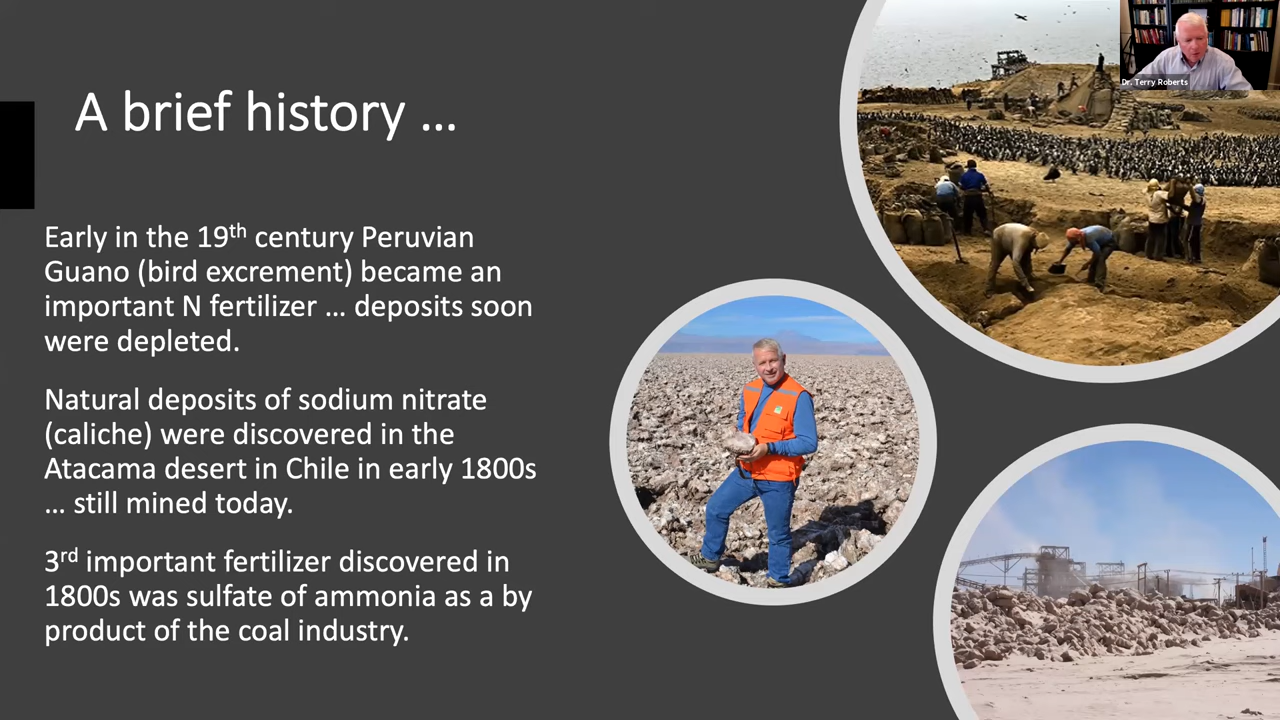 Dr. Terry Roberts
A brief history ...
Early in the 19th century Peruvian
Guano (bird excrement) became an
important N fertilizer ... deposits soon
were depleted.
Natural deposits of sodium nitrate
(caliche) were discovered in the
Atacama desert in Chile in early 1800s
... still mined today.
3rd important fertilizer discovered in
1800s was sulfate of ammonia as a by
product of the coal industry.